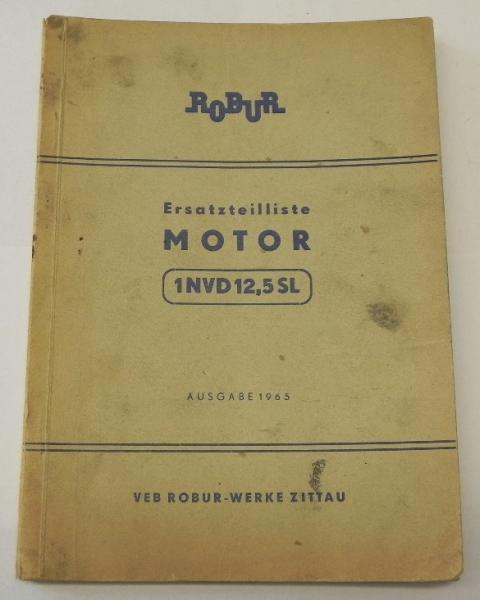 ROBUR
Ersatzteilliste
MOTOR
1NVD12,5SL
AUSGABE 1965
VEB ROBUR-WERKE ZITTAU